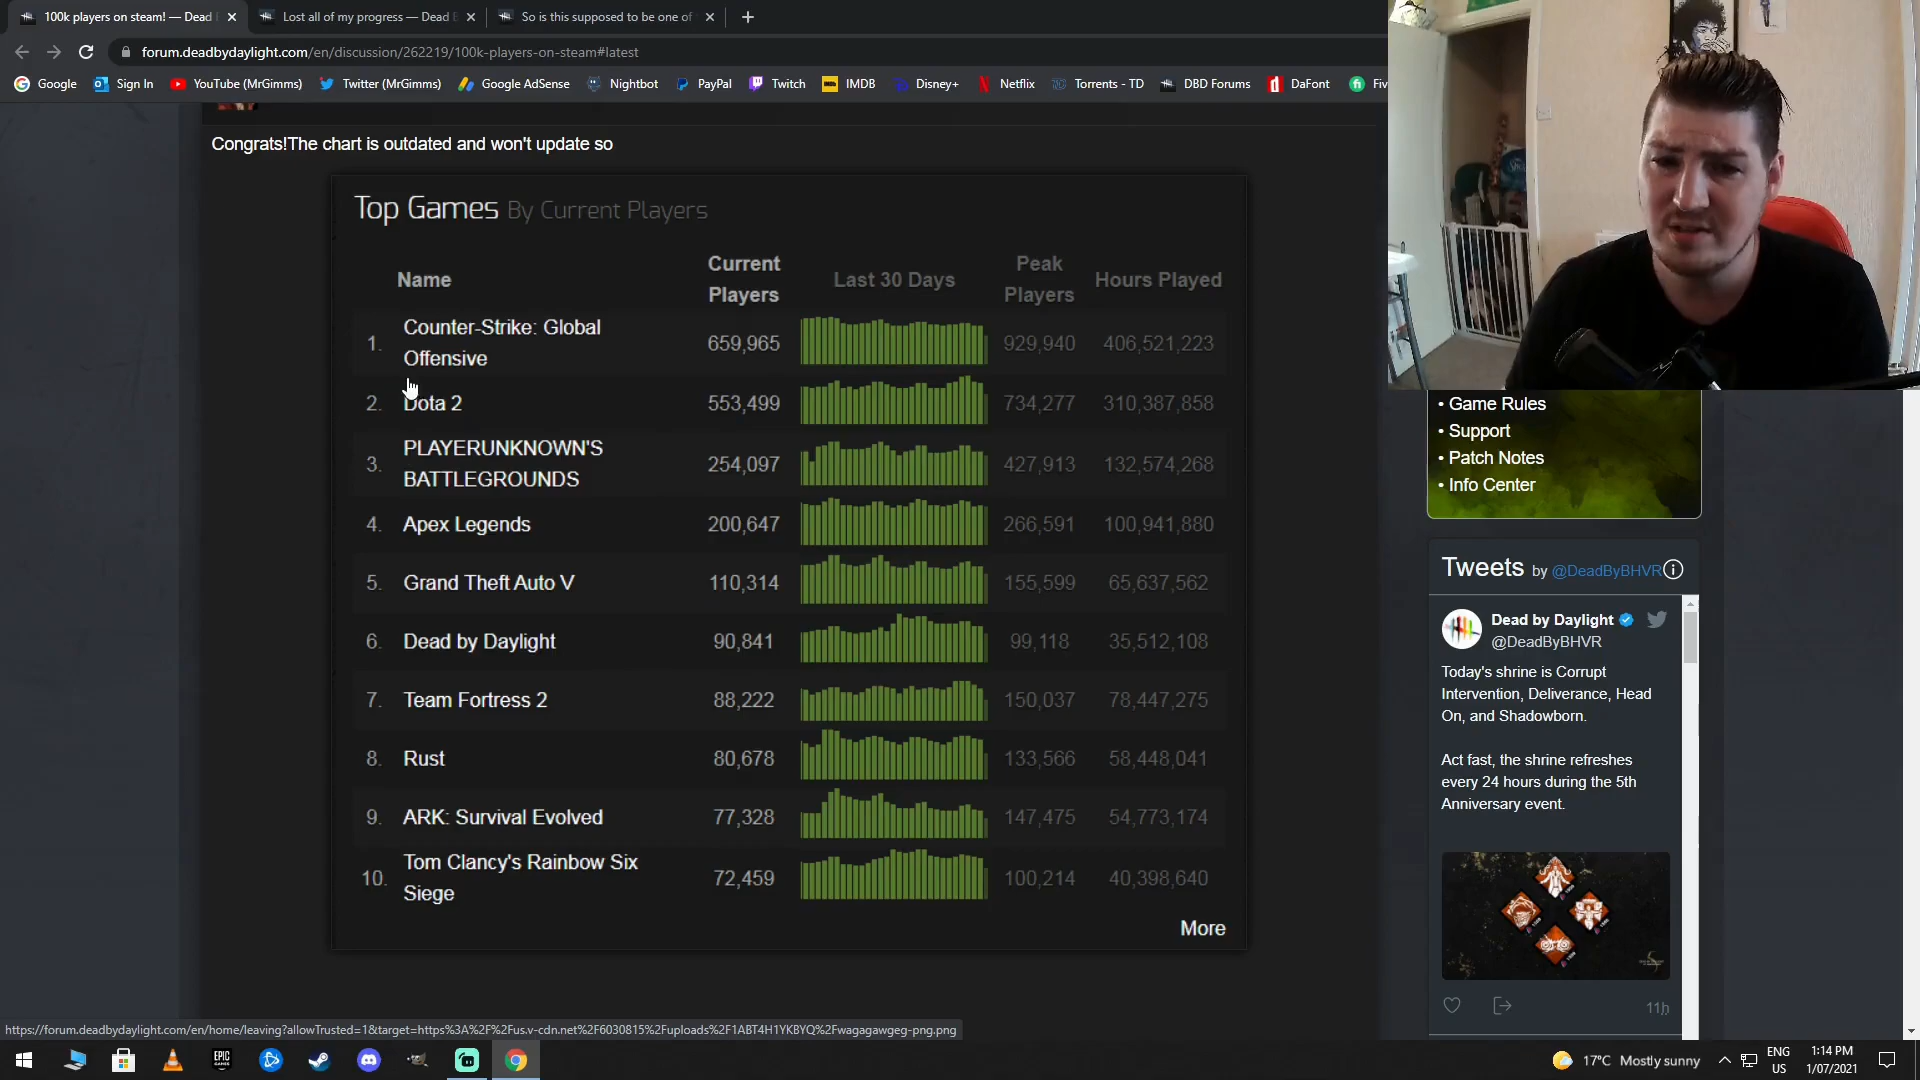 100k players on steam! — Dead
Lost all of my progress — Dead
So is this supposed to be one of
forum.deadbydaylight.com/en/discussion/262219/100k-players-on-steam#latest
Google Sign In YouTube (MrGimms) Twitter (MrGimms) Google AdSense Nightbot PayPal Twitch IMDB Disney+ Netflix Torrents - TD DBD Forums DaFont Fiv
Congrats!The chart is outdated and won't update so
Top Games By Current Players
Name Current Players Last 30 Days Peak Players Hours Played
1. Counter-Strike: Global Offensive 659,965 929,940 406,521,223
2. Dota 2 553,499 734,277 310,387,858
3. PLAYERUNKNOWN'S BATTLEGROUNDS 254,097 427,913 132,574,268
4. Apex Legends 200,647 266,591 100,941,880
5. Grand Theft Auto V 110,314 155,599 65,637,562
6. Dead by Daylight 90,841 99,118 35,512,108
7. Team Fortress 2 88,222 150,037 78,447,275
8. Rust 80,678 133,566 58,448,041
9. ARK: Survival Evolved 77,328 147,475 54,773,174
10. Tom Clancy's Rainbow Six Siege 72,459 100,214 40,398,640
More
• Game Rules
• Support
• Patch Notes
• Info Center
Tweets by @DeadByBHVR
Dead by Daylight
@DeadByBHVR
Today's shrine is Corrupt
Intervention, Deliverance, Head
On, and Shadowborn.
Act fast, the shrine refreshes
every 24 hours during the 5th
Anniversary event.
11h
https://forum.deadbydaylight.com/en/home/leaving?allowTrusted=1&target=https%3A%2F%2Fus.v-cdn.net%2F6030815%2Fuploads%2F1ABT4H1YKBYQ%2Fwagagawgeg-png.png
EPIC GAMES
17°C Mostly sunny
ENG
US
1:14 PM
1/07/2021